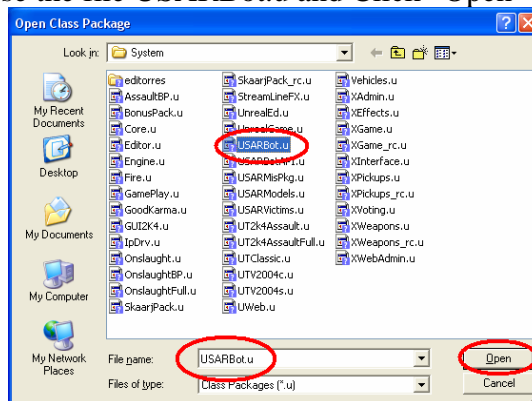 se the file USARBot.u and Click "Open"
Open Class Package
Look in:
System
My Recent
Documents
Desktop
My Documents
My Computer
My Network
Places
editorres
AssaultBP.u
BonusPack.u
Core.u
Editor.u
Engine.u
Fire.u
GamePlay.u
GoodKarma.u
GUI2K4.u
IpDrv.u
Onslaught.u
OnslaughtBP.u
OnslaughtFull.u
SkaarjPack.u
SkaarjPack_rc.u
StreamLineFX.u
UnrealEd.u
UnrealGame.u
USARBot.u
USARBotAPI.u
USARMisPkg.u
USARModels.u
USARVictims.u
UT2k4Assault.u
UT2k4AssaultFull.u
UTClassic.u
UTV2004c.u
UTV2004s.u
UWeb.u
Vehicles.u
XAdmin.u
XEffects.u
XGame.u
XGame_rc.u
XInterface.u
XPickups.u
XPickups_rc.u
XVoting.u
XWeapons.u
XWeapons_rc.u
XWebAdmin.u
File name:
USARBot.u
Open
Files of type:
Class Packages (*.u)
Cancel